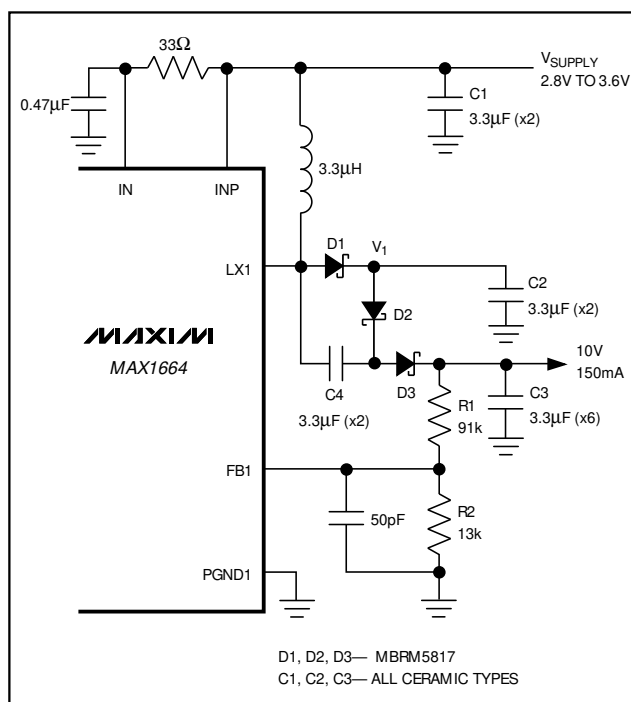 33Ω
VSUPPLY
2.8V TO 3.6V
0.47µF
C1
3.3µF (x2)
3.3µH
IN
INP
LX1
D1
V1
C2
3.3µF (x2)
D2
MAXIM
MAX1664
10V
150mA
C4
3.3µF (x2)
D3
R1
91k
C3
3.3µF (x6)
FB1
50pF
R2
13k
PGND1
D1, D2, D3— MBRM5817
C1, C2, C3— ALL CERAMIC TYPES